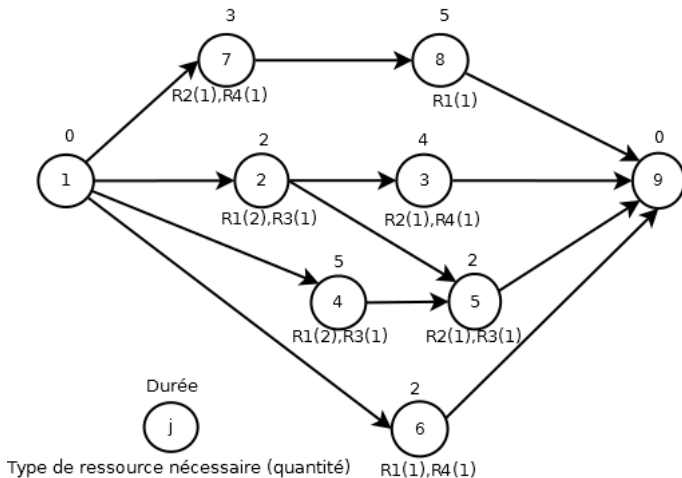 3
5
7
8
R2(1),R4(1)
R1(1)
0
2
4
0
1
2
3
9
R1(2),R3(1)
R2(1),R4(1)
5
2
4
5
R1(2),R3(1)
R2(1),R3(1)
Durée
2
j
6
Type de ressource nécessaire (quantité)
R1(1),R4(1)